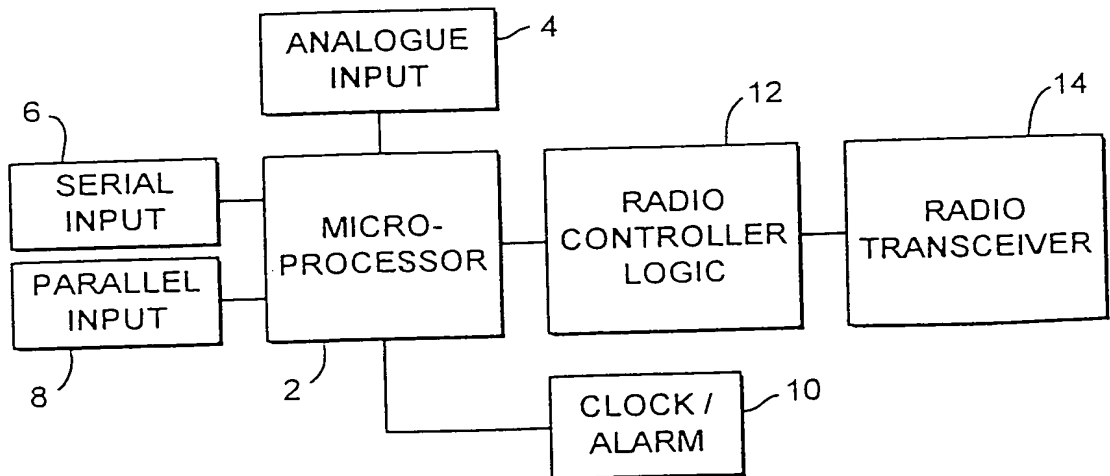 ANALOGUE
INPUT
4
6
SERIAL
INPUT
PARALLEL
INPUT
8
MICRO-
PROCESSOR
2
12
RADIO
CONTROLLER
LOGIC
14
RADIO
TRANSCEIVER
CLOCK /
ALARM
10